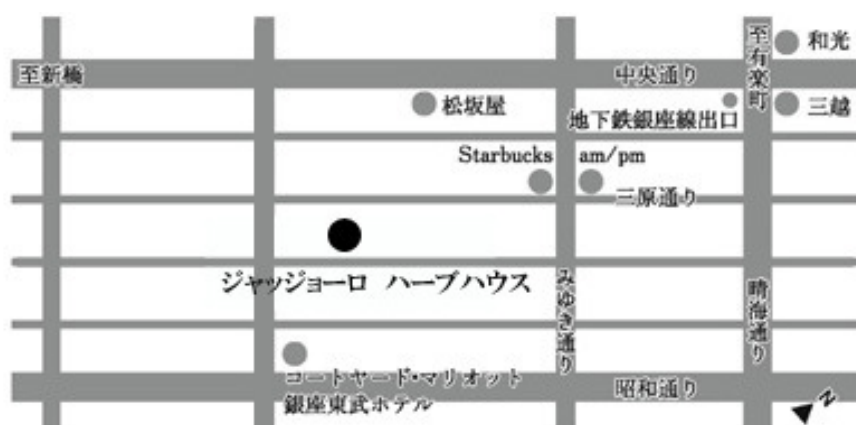 至有楽町
和光
至新橋
中央通り
松坂屋
三越
地下鉄銀座線出口
Starbucks
am/pm
三原通り
ジャッジョーロ ハーブハウス
みゆき通り
晴海通り
コートヤード・マリオット
銀座東武ホテル
昭和通り
N